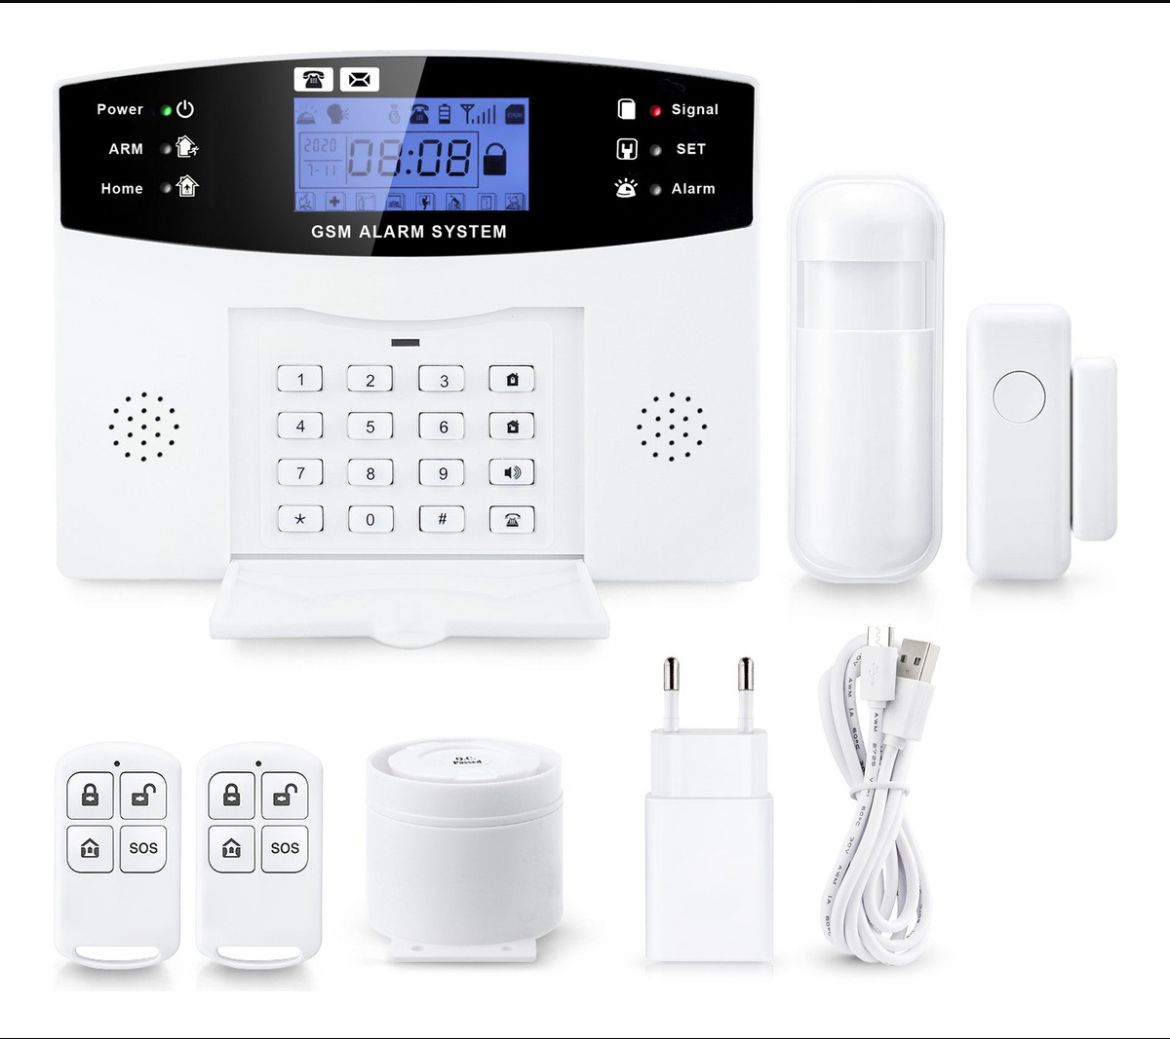 Power
ARM
Home
2020
7-11
08:08
Signal
SET
Alarm
GSM ALARM SYSTEM
1 2 3
4 5 6
7 8 9
* 0 #
SOS
SOS
Q.C.
Passed